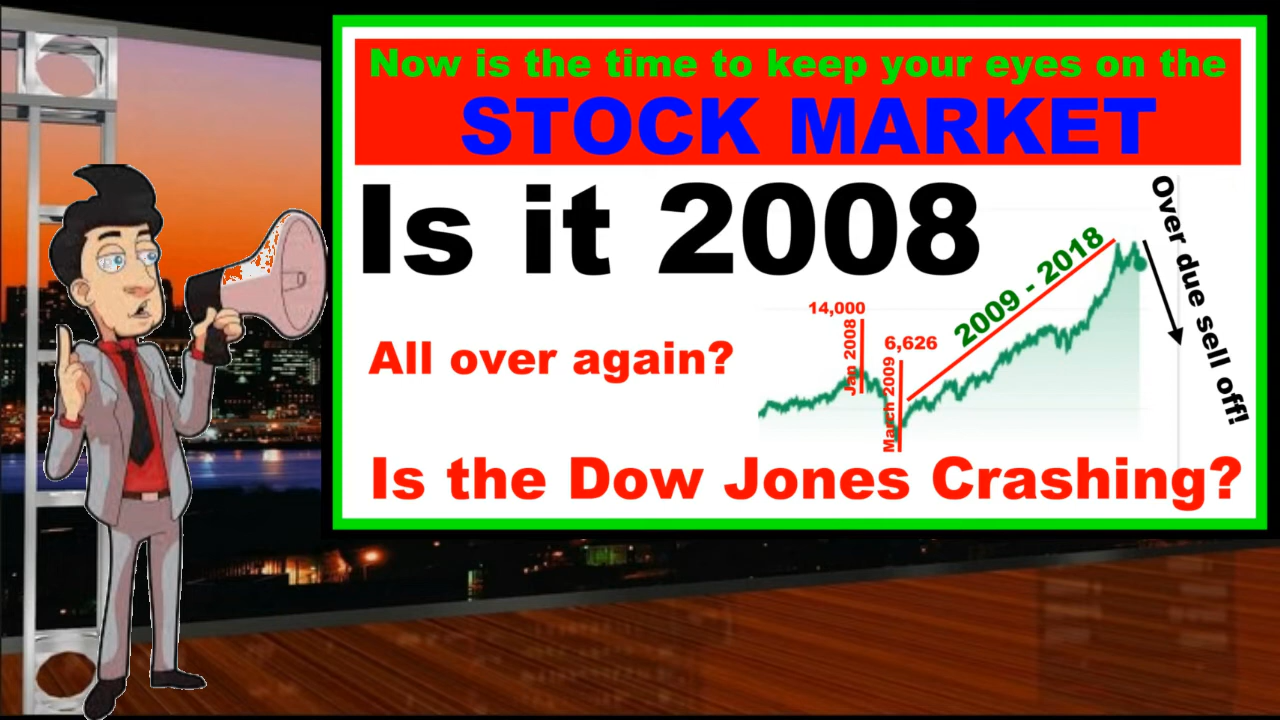 Now is the time to keep your eyes on the
STOCK MARKET
Is it 2008
All over again?
14,000
Jan 2008
6,626
March 2009
2009 - 2018
Over due sell off!
Is the Dow Jones Crashing?